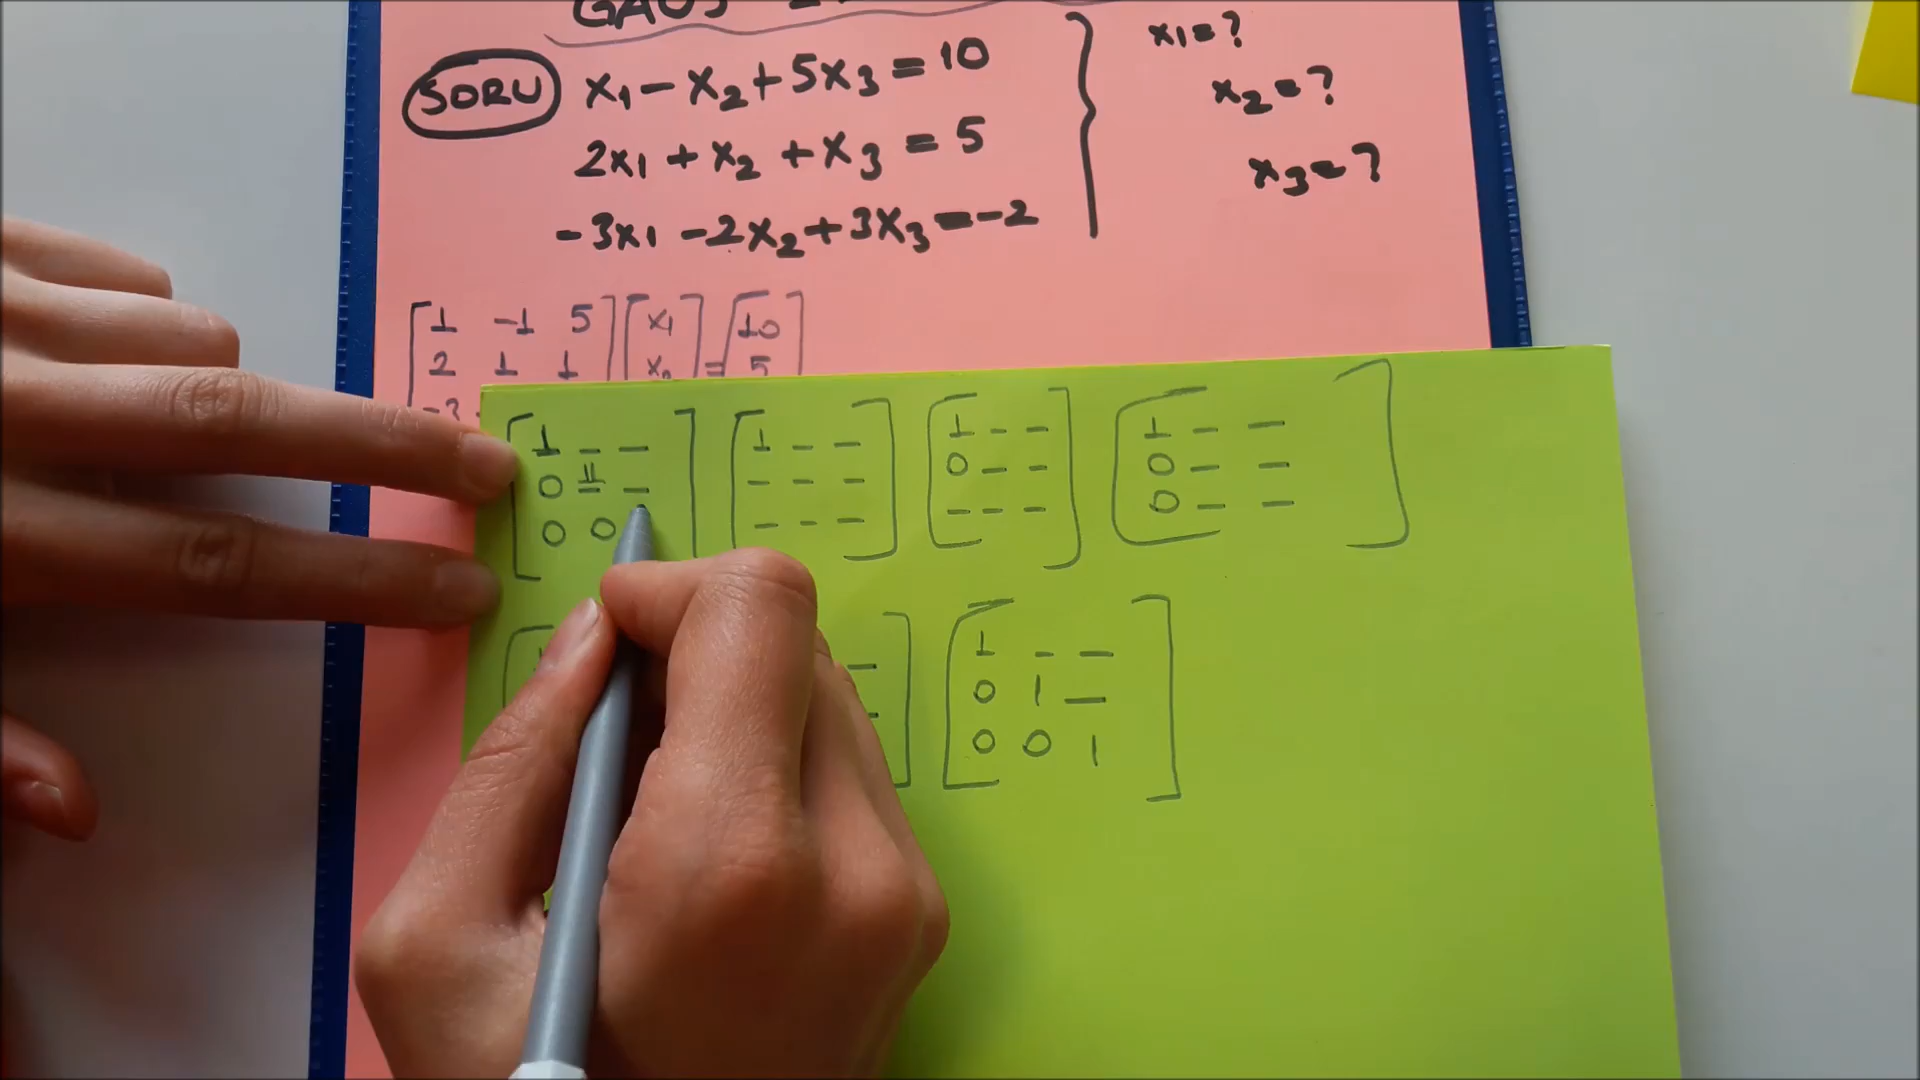 SORU x₁ - x₂ + 5x₃ = 10
2x₁ + x₂ + x₃ = 5
-3x₁ - 2x₂ + 3x₃ = -2
x₁ = ?
x₂ = ?
x₃ = ?
1 -1 5 x₁ 10
2 1 1 = 5
1 _ _
0 1 _
0 0
1 _ _
_ _ _
_ _ _
1 _ _
0 _ _
_ _ _
1 _ _
0 _ _
0 _ _
1 _ _
0 1 _
0 0 1